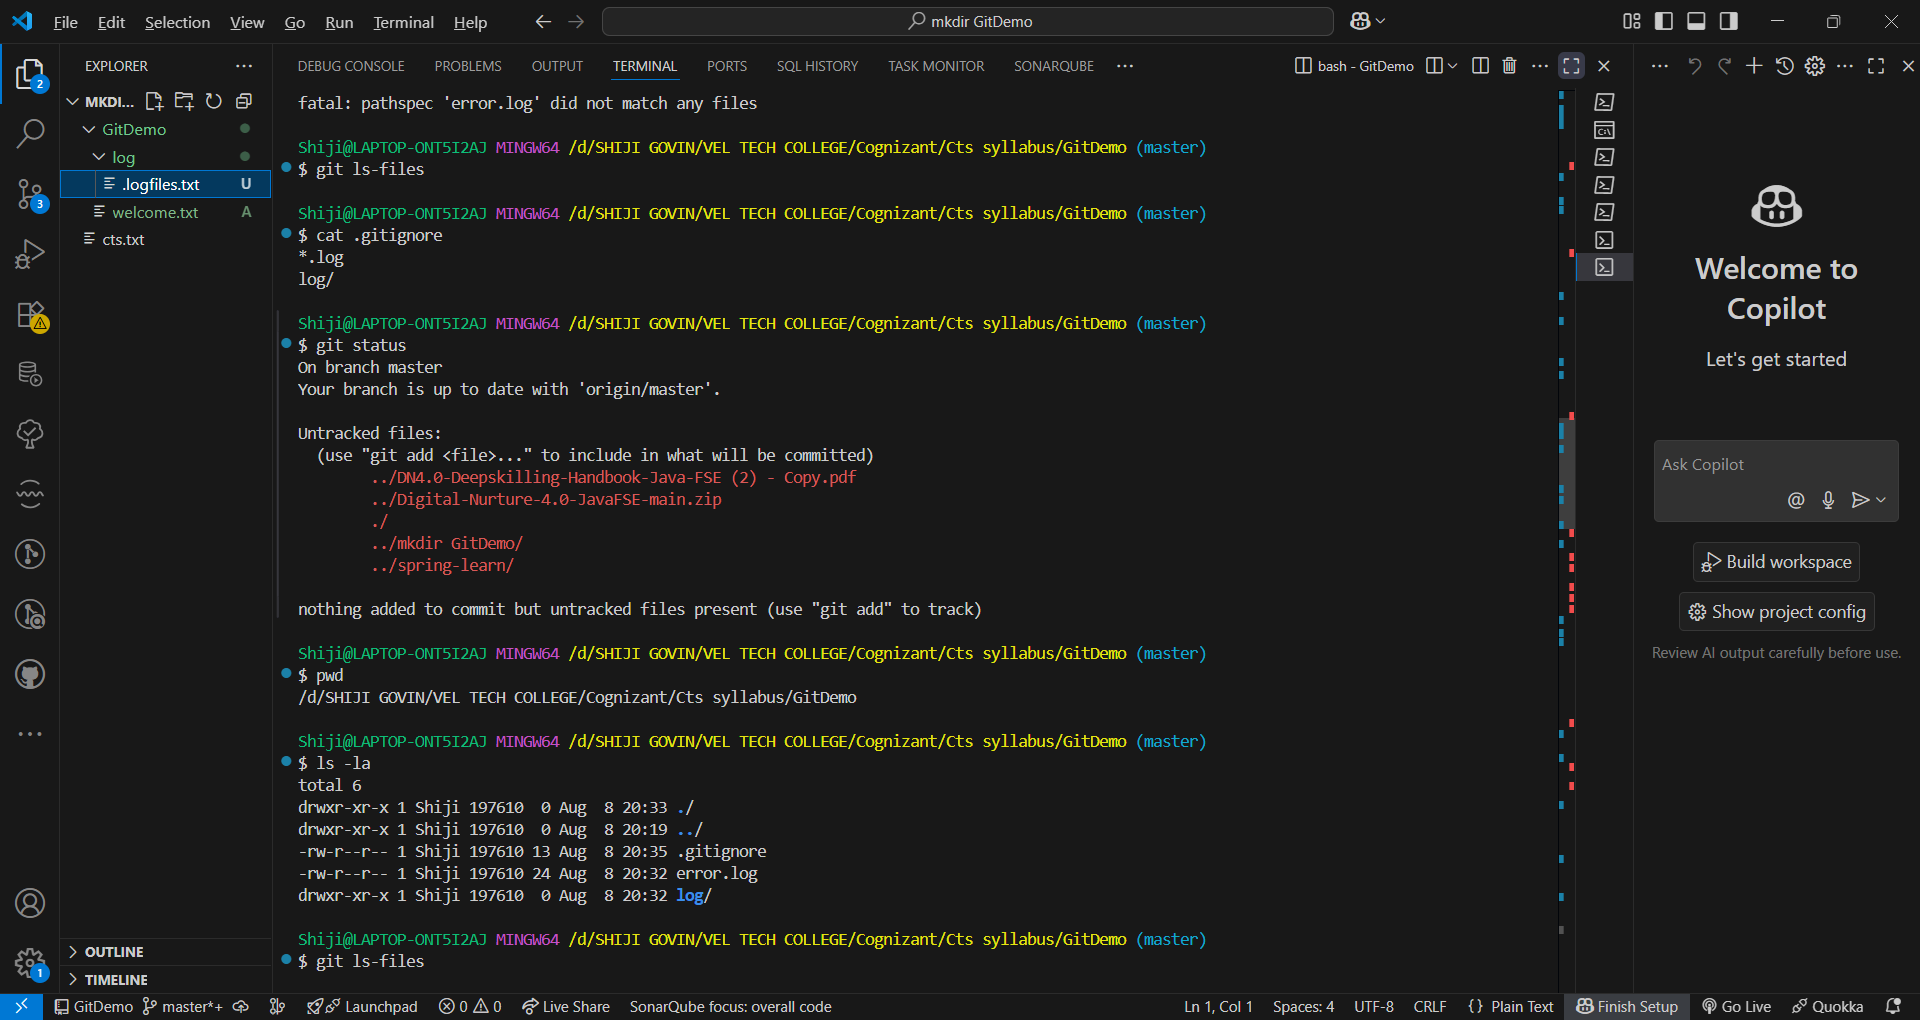 File Edit Selection View Go Run Terminal Help
mkdir GitDemo
EXPLORER
MKDI...
GitDemo
log
.logfiles.txt U
welcome.txt A
cts.txt
OUTLINE
TIMELINE
2
3
1
DEBUG CONSOLE PROBLEMS OUTPUT TERMINAL PORTS SQL HISTORY TASK MONITOR SONARQUBE
bash - GitDemo
fatal: pathspec 'error.log' did not match any files
Shiji@LAPTOP-ONT5I2AJ MINGW64 /d/SHIJI GOVIN/VEL TECH COLLEGE/Cognizant/Cts syllabus/GitDemo (master)
$ git ls-files
Shiji@LAPTOP-ONT5I2AJ MINGW64 /d/SHIJI GOVIN/VEL TECH COLLEGE/Cognizant/Cts syllabus/GitDemo (master)
$ cat .gitignore
*.log
log/
Shiji@LAPTOP-ONT5I2AJ MINGW64 /d/SHIJI GOVIN/VEL TECH COLLEGE/Cognizant/Cts syllabus/GitDemo (master)
$ git status
On branch master
Your branch is up to date with 'origin/master'.
Untracked files:
(use "git add <file>..." to include in what will be committed)
../DN4.0-Deepskilling-Handbook-Java-FSE (2) - Copy.pdf
../Digital-Nurture-4.0-JavaFSE-main.zip
./
../mkdir GitDemo/
../spring-learn/
nothing added to commit but untracked files present (use "git add" to track)
Shiji@LAPTOP-ONT5I2AJ MINGW64 /d/SHIJI GOVIN/VEL TECH COLLEGE/Cognizant/Cts syllabus/GitDemo (master)
$ pwd
/d/SHIJI GOVIN/VEL TECH COLLEGE/Cognizant/Cts syllabus/GitDemo
Shiji@LAPTOP-ONT5I2AJ MINGW64 /d/SHIJI GOVIN/VEL TECH COLLEGE/Cognizant/Cts syllabus/GitDemo (master)
$ ls -la
total 6
drwxr-xr-x 1 Shiji 197610  0 Aug  8 20:33 ./
drwxr-xr-x 1 Shiji 197610  0 Aug  8 20:19 ../
-rw-r--r-- 1 Shiji 197610 13 Aug  8 20:35 .gitignore
-rw-r--r-- 1 Shiji 197610 24 Aug  8 20:32 error.log
drwxr-xr-x 1 Shiji 197610  0 Aug  8 20:32 log/
Shiji@LAPTOP-ONT5I2AJ MINGW64 /d/SHIJI GOVIN/VEL TECH COLLEGE/Cognizant/Cts syllabus/GitDemo (master)
$ git ls-files
Welcome to
Copilot
Let's get started
Ask Copilot
Build workspace
Show project config
Review AI output carefully before use.
GitDemo master*+ Launchpad 0 0 Live Share SonarQube focus: overall code Ln 1, Col 1 Spaces: 4 UTF-8 CRLF {} Plain Text Finish Setup Go Live Quokka